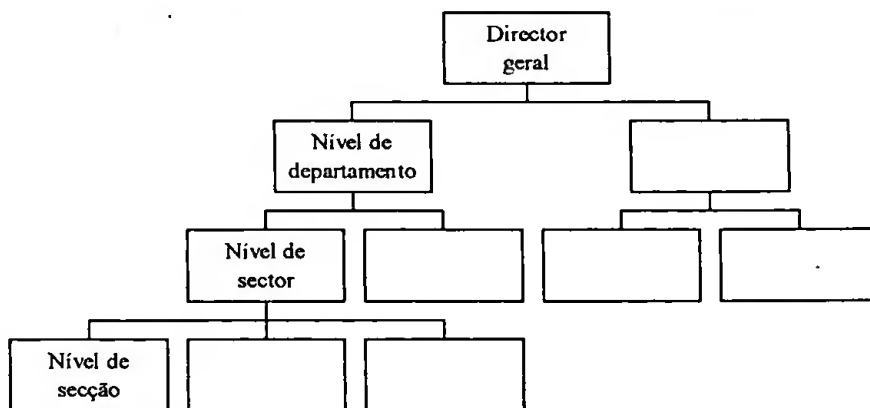 Director
geral
Nível de
departamento
Nível de
sector
Nível de
secção